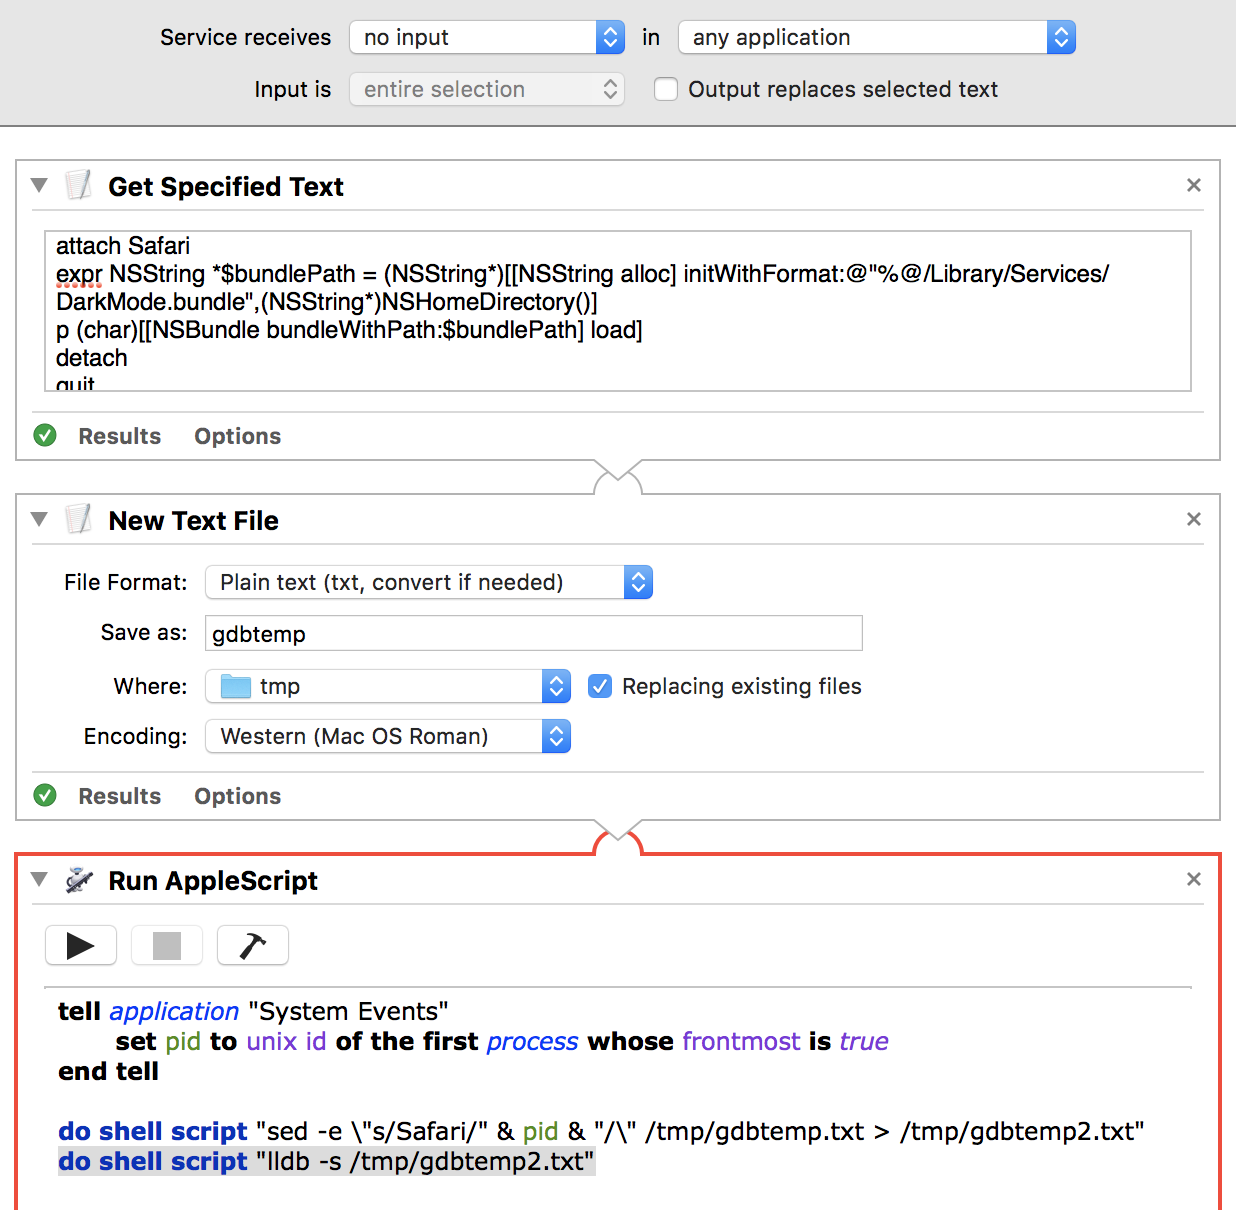 Service receives no input in any application
Input is entire selection Output replaces selected text
Get Specified Text
attach Safari
expr NSString *$bundlePath = (NSString*)[[NSString alloc] initWithFormat:@"%@/Library/Services/
DarkMode.bundle",(NSString*)NSHomeDirectory()]
p (char)[[NSBundle bundleWithPath:$bundlePath] load]
detach
quit
Results Options
New Text File
File Format: Plain text (txt, convert if needed)
Save as: gdbtemp
Where: tmp Replacing existing files
Encoding: Western (Mac OS Roman)
Results Options
Run AppleScript
tell application "System Events"
set pid to unix id of the first process whose frontmost is true
end tell
do shell script "sed -e \"s/Safari/" & pid & "/\" /tmp/gdbtemp.txt > /tmp/gdbtemp2.txt"
do shell script "lldb -s /tmp/gdbtemp2.txt"